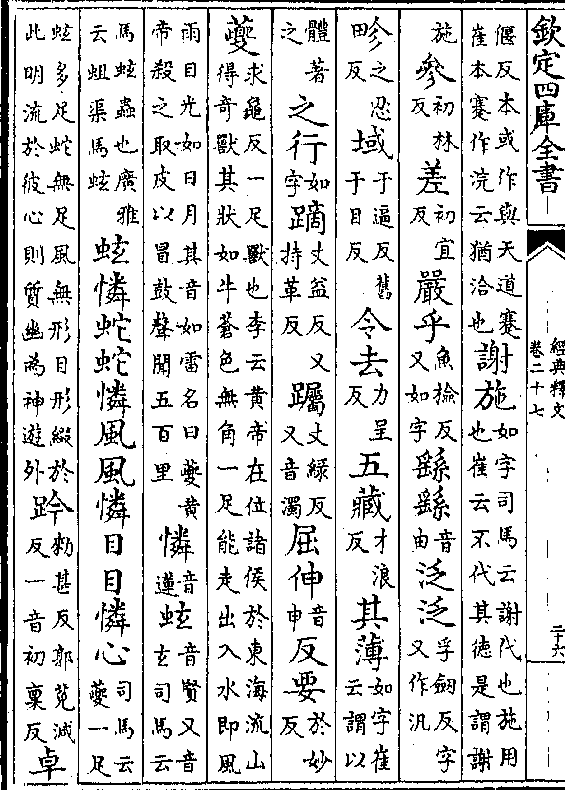 欽定四庫全書
經典釋文
卷二十七
二十六
偃反本或作與天道蹇
崔本蹇作浣云猶洽也
謝施
如字司馬云謝代也施用
也崔云不代其德是謂謝
施
參
初林反
差
初宜反
嚴乎
魚檢反
又如字
繇繇
音由
泛泛
孚劒反字
又作汎
畛
之忍反
域
于逼反舊
于目反
令去
力呈反
五藏
才浪反
其薄
如字崔
云謂以
體著之
之行
如字
蹢
丈益反又
持革反
躅
丈綠反
又音濁
屈伸
音申
反要
於妙反
夔
求龜反一足獸也李云黄帝在位諸侯於東海流山
得奇獸其狀如牛蒼色無角一足能走出入水即風
雨目光如日月其音如雷名曰夔黄
帝殺之取皮以冒鼓聲聞五百里
憐
音蓮
蚿
音賢又音
玄司馬云
馬蚿蟲也廣雅
云蛆渠馬蚿
蚿憐蛇蛇憐風風憐目目憐心
司馬云
夔一足
蚿多足蛇無足風無形目形綴於
此明流於彼心則質幽為神遊外
趻
勑甚反郭菟減
反一音初稟反
卓